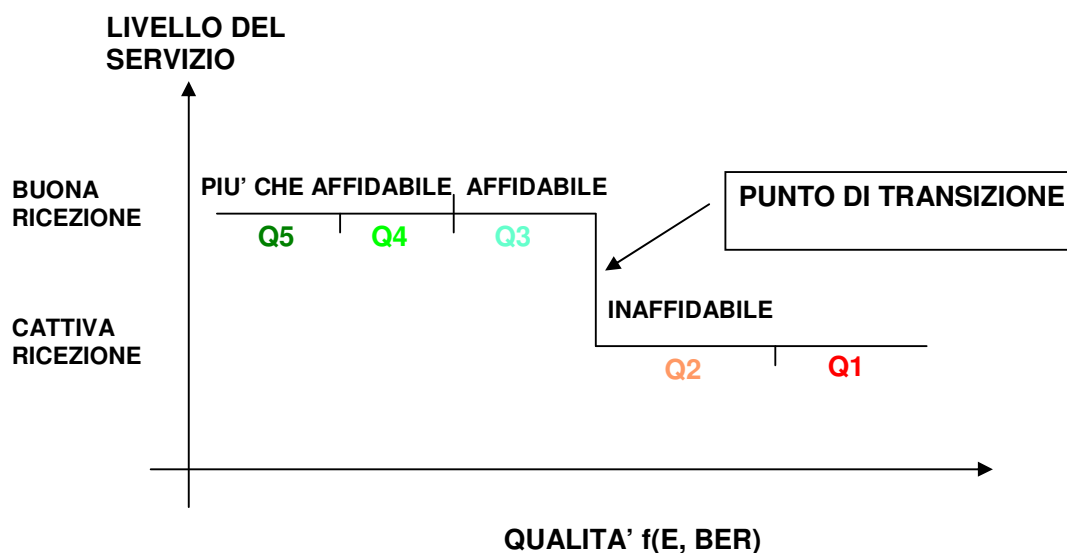 LIVELLO DEL
SERVIZIO
BUONA
RICEZIONE
PIU' CHE AFFIDABILE
AFFIDABILE
Q5
Q4
Q3
PUNTO DI TRANSIZIONE
INAFFIDABILE
CATTIVA
RICEZIONE
Q2
Q1
QUALITA' f(E, BER)